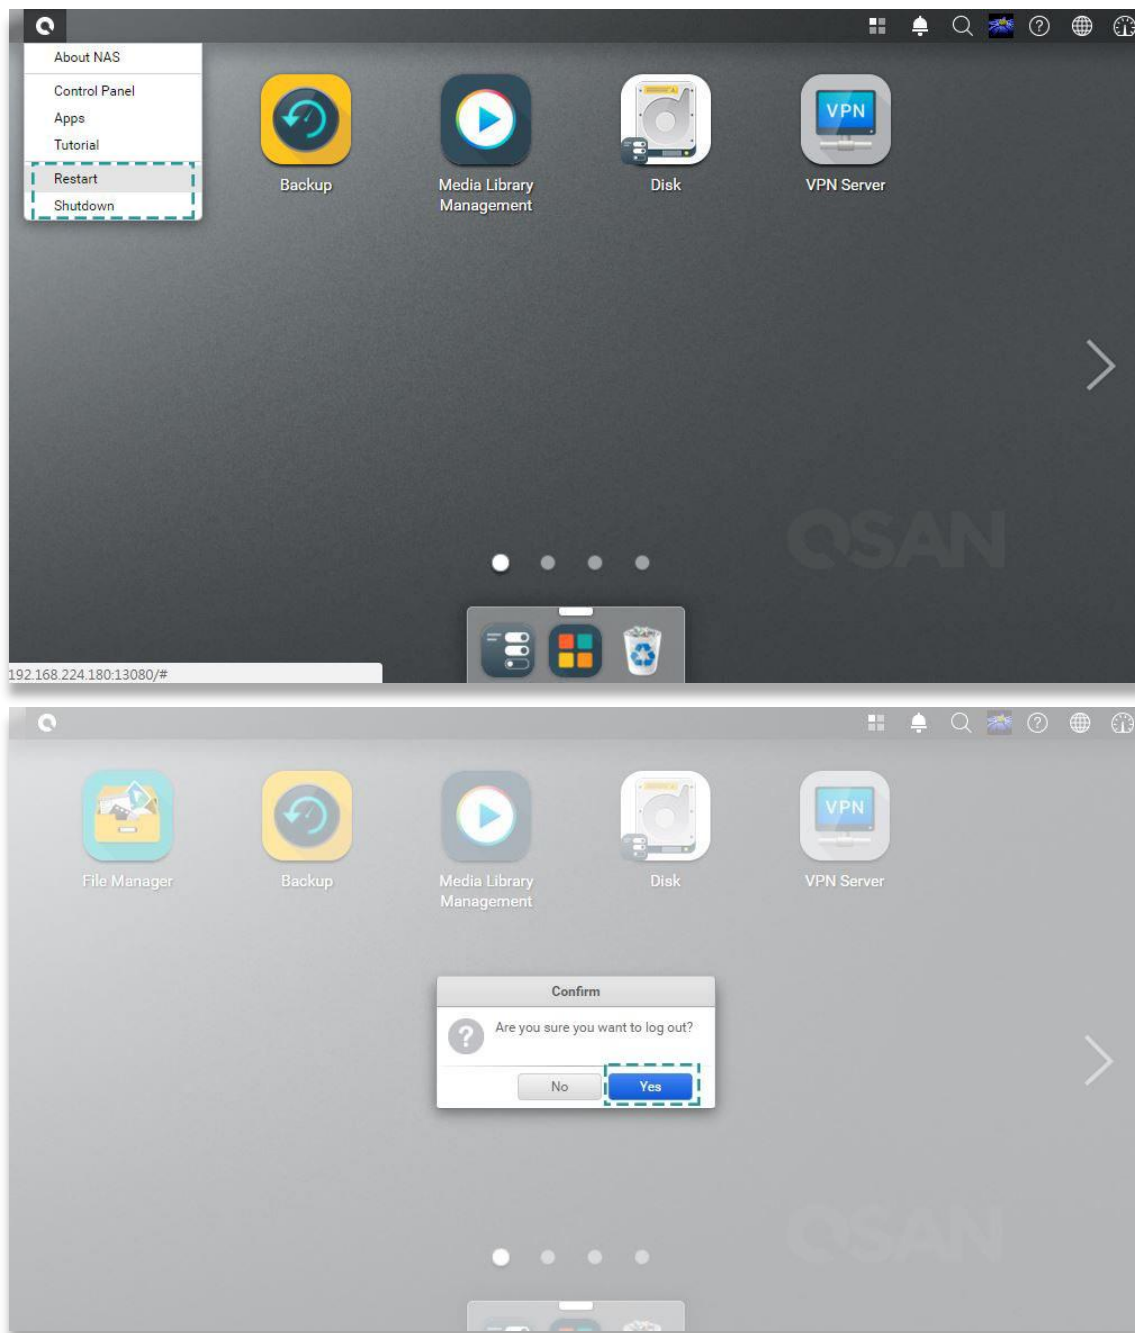 About NAS
Control Panel
Apps
Tutorial
Restart
Shutdown
Backup
Media Library
Management
Disk
VPN
VPN Server
QSAN
192.168.224.180:13080/#
File Manager
Backup
Media Library
Management
Disk
VPN
VPN Server
Confirm
Are you sure you want to log out?
No
Yes
QSAN